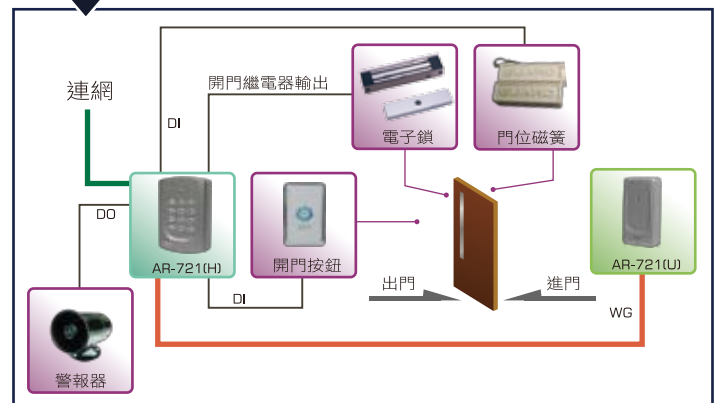 連網
DI
開門繼電器輸出
電子鎖
門位磁簧
DO
AR-721(H)
開門按鈕
AR-721(U)
DI
出門
進門
WG
警報器